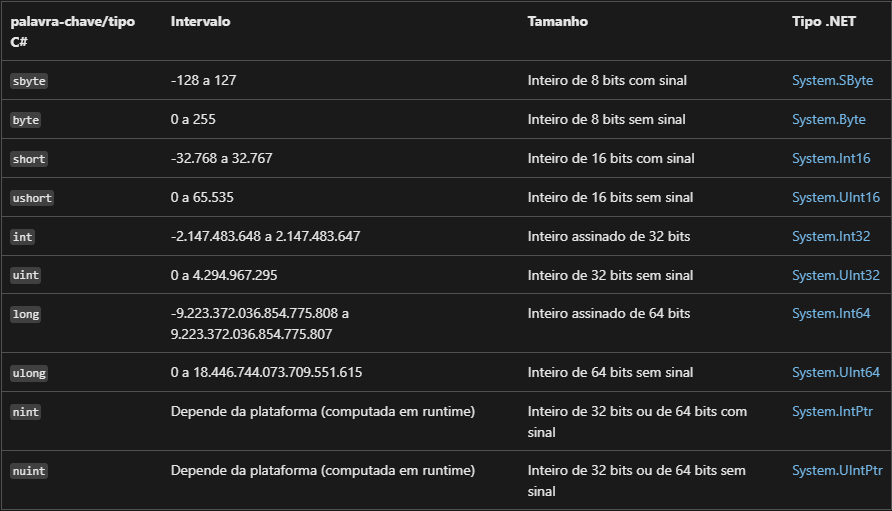 palavra-chave/tipo C# Intervalo Tamanho Tipo .NET
sbyte -128 a 127 Inteiro de 8 bits com sinal System.SByte
byte 0 a 255 Inteiro de 8 bits sem sinal System.Byte
short -32.768 a 32.767 Inteiro de 16 bits com sinal System.Int16
ushort 0 a 65.535 Inteiro de 16 bits sem sinal System.UInt16
int -2.147.483.648 a 2.147.483.647 Inteiro assinado de 32 bits System.Int32
uint 0 a 4.294.967.295 Inteiro de 32 bits sem sinal System.UInt32
long -9.223.372.036.854.775.808 a 9.223.372.036.854.775.807 Inteiro assinado de 64 bits System.Int64
ulong 0 a 18.446.744.073.709.551.615 Inteiro de 64 bits sem sinal System.UInt64
nint Depende da plataforma (computada em runtime) Inteiro de 32 bits ou de 64 bits com sinal System.IntPtr
nuint Depende da plataforma (computada em runtime) Inteiro de 32 bits ou de 64 bits sem sinal System.UIntPtr